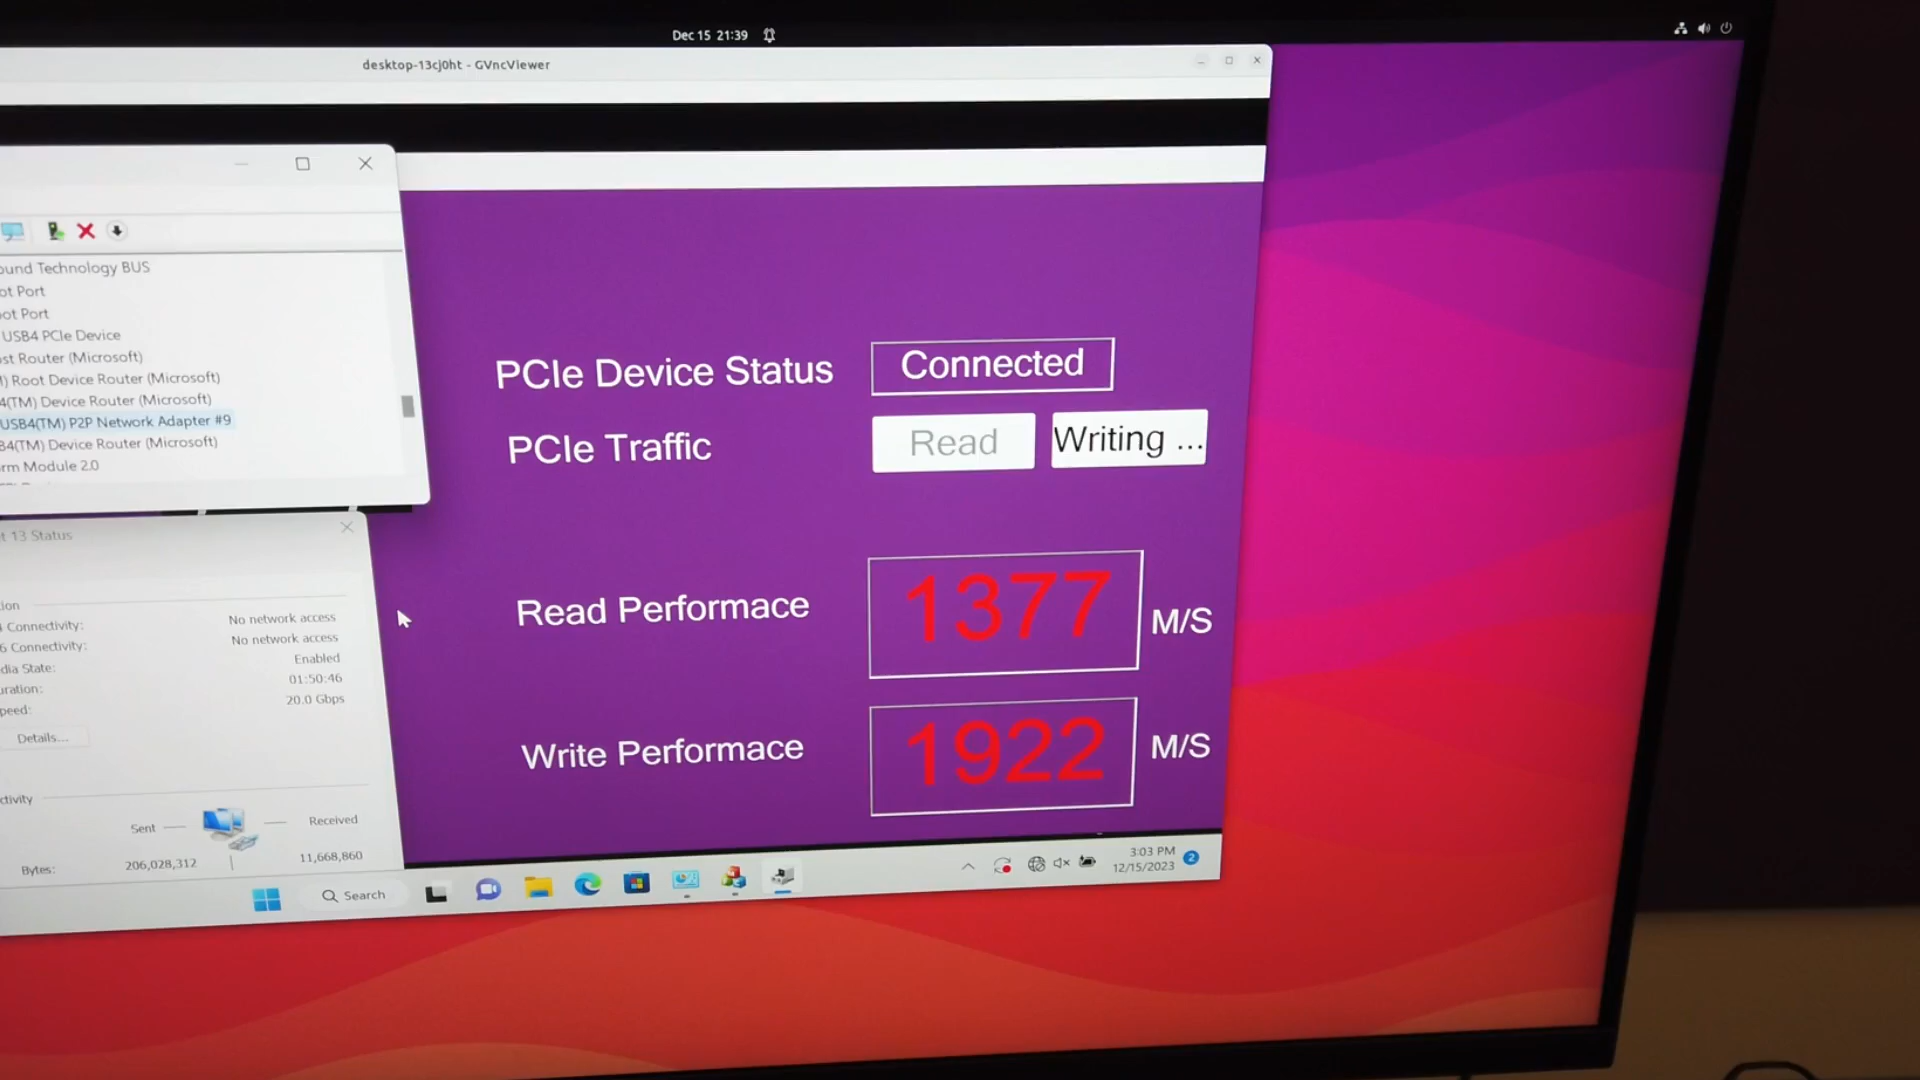 Dec 15 21:39
desktop-13cj0ht - GVncViewer
ound Technology BUS
ot Port
oot Port
USB4 PCIe Device
st Router (Microsoft)
) Root Device Router (Microsoft)
4(TM) Device Router (Microsoft)
USB4(TM) P2P Network Adapter #9
B4(TM) Device Router (Microsoft)
rm Module 2.0
PCIe Device Status
Connected
PCIe Traffic
Read
Writing ...
Read Performace
1377
M/S
Write Performace
1922
M/S
t 13 Status
tion
Connectivity:
No network access
6 Connectivity:
No network access
dia State:
Enabled
uration:
01:50:46
peed:
20.0 Gbps
Details...
ctivity
Sent
Received
Bytes:
206,028,312
11,668,860
Search
3:03 PM
12/15/2023
2